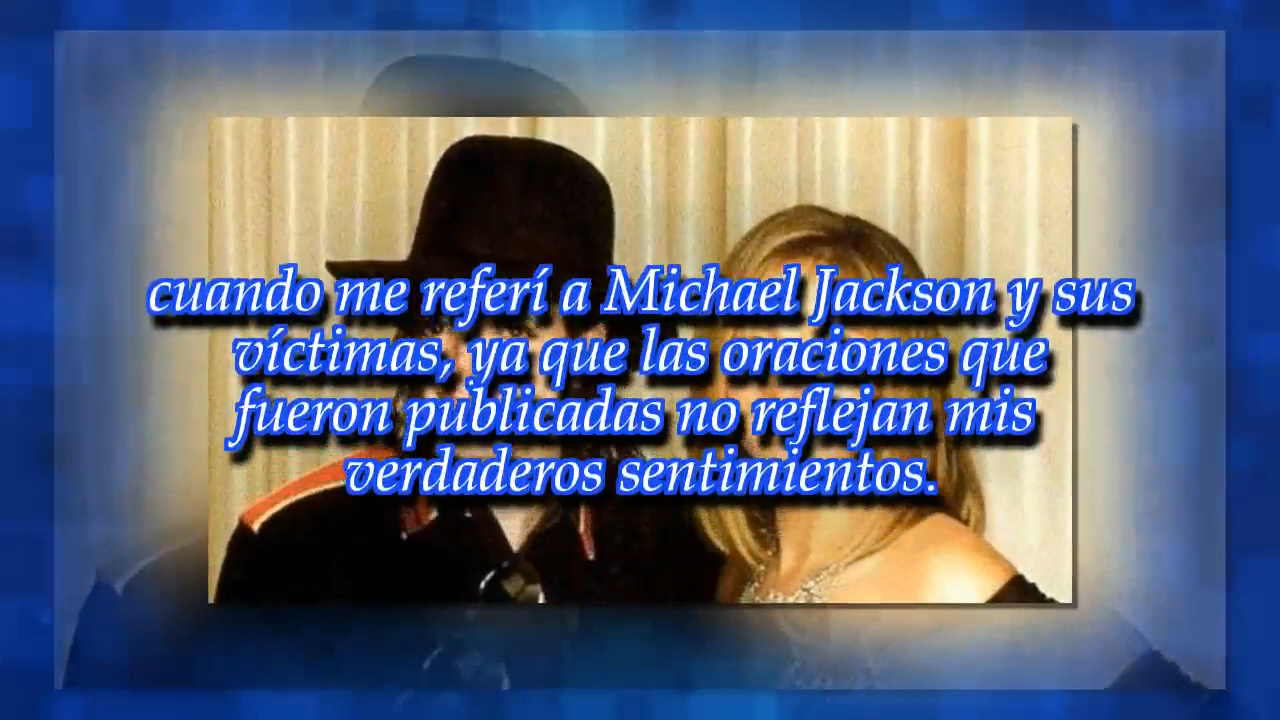 cuando me referí a Michael Jackson y sus
víctimas, ya que las oraciones que
fueron publicadas no reflejan mis
verdaderos sentimientos.